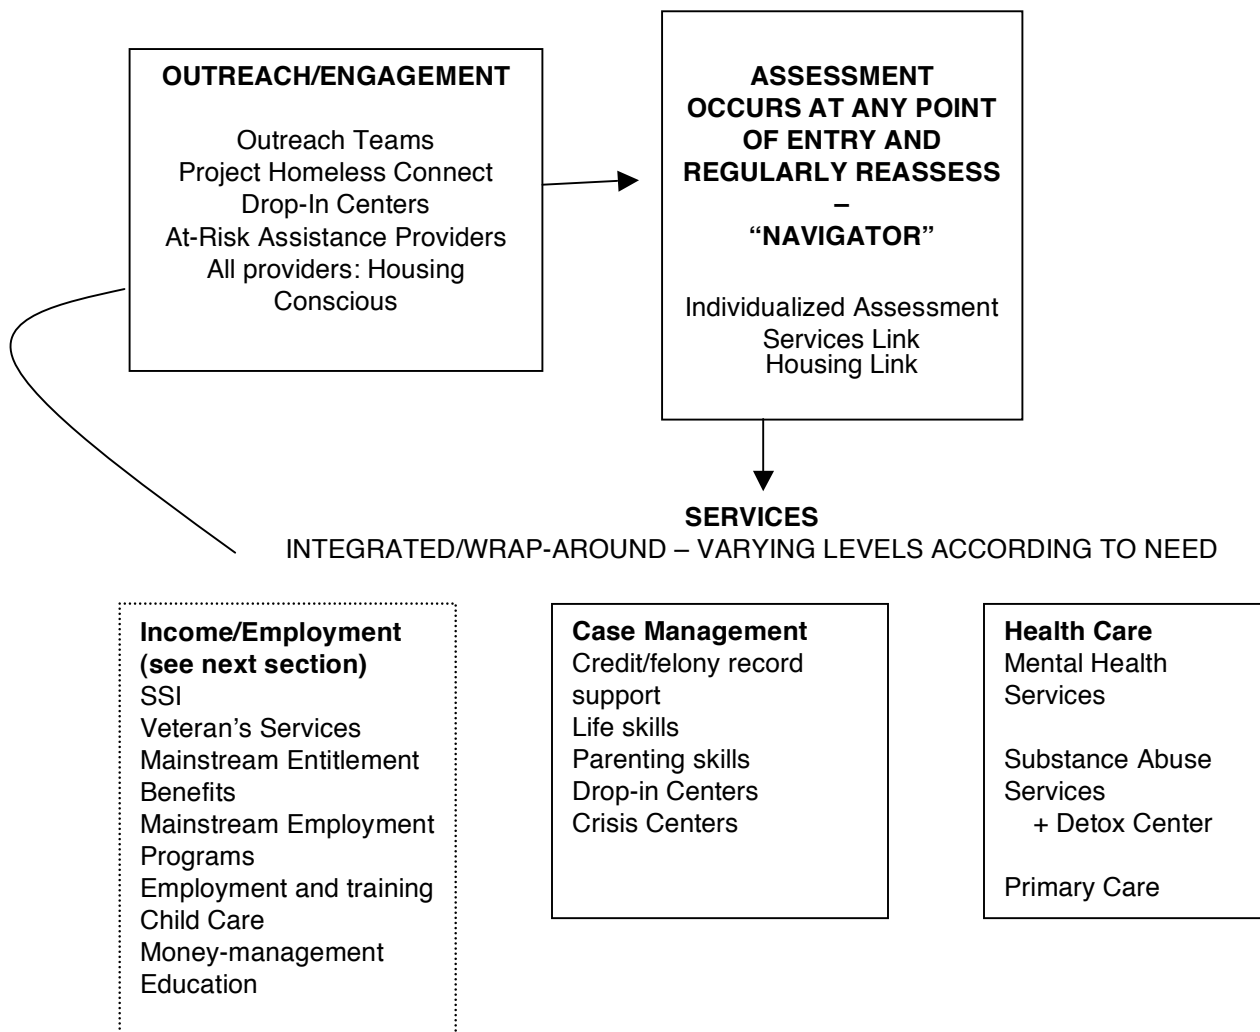 OUTREACH/ENGAGEMENT
Outreach Teams
Project Homeless Connect
Drop-In Centers
At-Risk Assistance Providers
All providers: Housing
Conscious
ASSESSMENT
OCCURS AT ANY POINT
OF ENTRY AND
REGULARLY REASSESS
–
“NAVIGATOR”
Individualized Assessment
Services Link
Housing Link
SERVICES
INTEGRATED/WRAP-AROUND – VARYING LEVELS ACCORDING TO NEED
Income/Employment
(see next section)
SSI
Veteran’s Services
Mainstream Entitlement
Benefits
Mainstream Employment
Programs
Employment and training
Child Care
Money-management
Education
Case Management
Credit/felony record
support
Life skills
Parenting skills
Drop-in Centers
Crisis Centers
Health Care
Mental Health
Services
Substance Abuse
Services
+ Detox Center
Primary Care